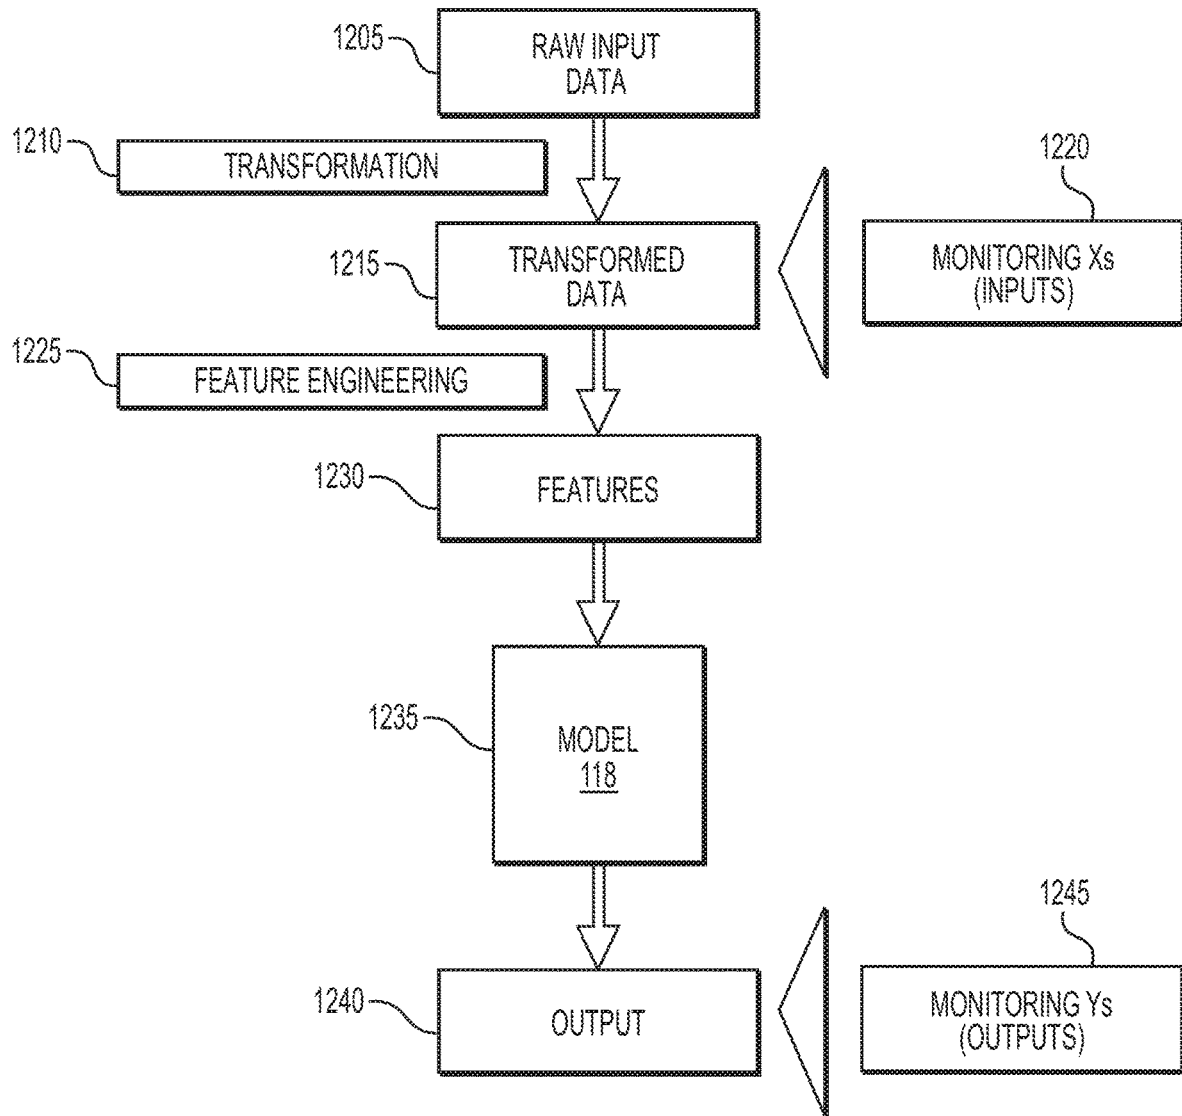 1205
RAW INPUT
DATA
1210
TRANSFORMATION
1220
1215
TRANSFORMED
DATA
MONITORING Xs
(INPUTS)
1225
FEATURE ENGINEERING
1230
FEATURES
1235
MODEL
118
1245
1240
OUTPUT
MONITORING Ys
(OUTPUTS)